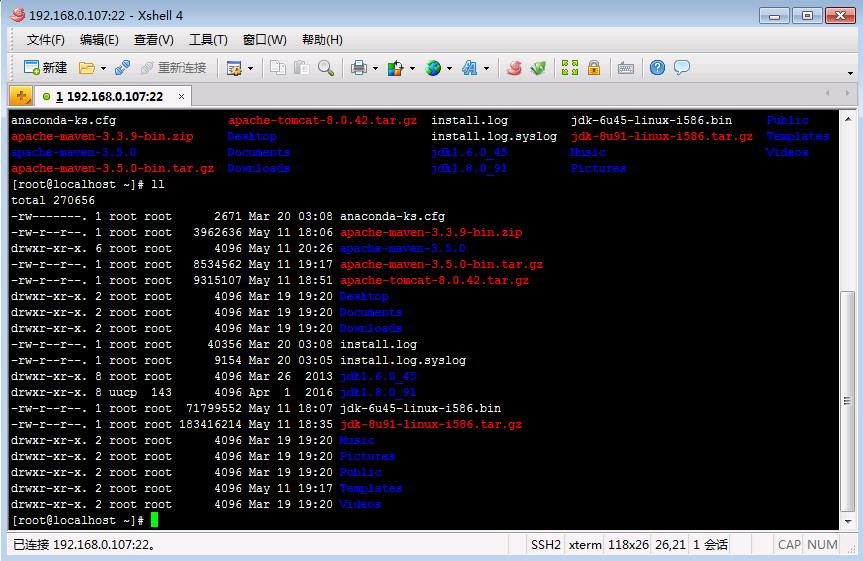 192.168.0.107:22 - Xshell 4
文件(F) 编辑(E) 查看(V) 工具(T) 窗口(W) 帮助(H)
新建 重新连接
1 192.168.0.107:22 ×
anaconda-ks.cfg apache-tomcat-8.0.42.tar.gz install.log jdk-6u45-linux-i586.bin Public
apache-maven-3.3.9-bin.zip Desktop install.log.syslog jdk-8u91-linux-i586.tar.gz Templates
apache-maven-3.5.0 Documents jdk1.6.0_45 Music Videos
apache-maven-3.5.0-bin.tar.gz Downloads jdk1.8.0_91 Pictures
[root@localhost ~]# ll
total 270656
-rw-------. 1 root root 2671 Mar 20 03:08 anaconda-ks.cfg
-rw-r--r--. 1 root root 3962636 May 11 18:06 apache-maven-3.3.9-bin.zip
drwxr-xr-x. 6 root root 4096 May 11 20:26 apache-maven-3.5.0
-rw-r--r--. 1 root root 8534562 May 11 19:17 apache-maven-3.5.0-bin.tar.gz
-rw-r--r--. 1 root root 9315107 May 11 18:51 apache-tomcat-8.0.42.tar.gz
drwxr-xr-x. 2 root root 4096 Mar 19 19:20 Desktop
drwxr-xr-x. 2 root root 4096 Mar 19 19:20 Documents
drwxr-xr-x. 2 root root 4096 Mar 19 19:20 Downloads
-rw-r--r--. 1 root root 40356 Mar 20 03:08 install.log
-rw-r--r--. 1 root root 9154 Mar 20 03:05 install.log.syslog
drwxr-xr-x. 8 root root 4096 Mar 26 2013 jdk1.6.0_45
drwxr-xr-x. 8 uucp 143 4096 Apr 1 2016 jdk1.8.0_91
-rw-r--r--. 1 root root 71799552 May 11 18:07 jdk-6u45-linux-i586.bin
-rw-r--r--. 1 root root 183416214 May 11 18:35 jdk-8u91-linux-i586.tar.gz
drwxr-xr-x. 2 root root 4096 Mar 19 19:20 Music
drwxr-xr-x. 2 root root 4096 Mar 19 19:20 Pictures
drwxr-xr-x. 2 root root 4096 Mar 19 19:20 Public
drwxr-xr-x. 2 root root 4096 May 11 19:17 Templates
drwxr-xr-x. 2 root root 4096 Mar 19 19:20 Videos
[root@localhost ~]#
已连接 192.168.0.107:22。 SSH2 xterm 118x26 26,21 1 会话 CAP NUM